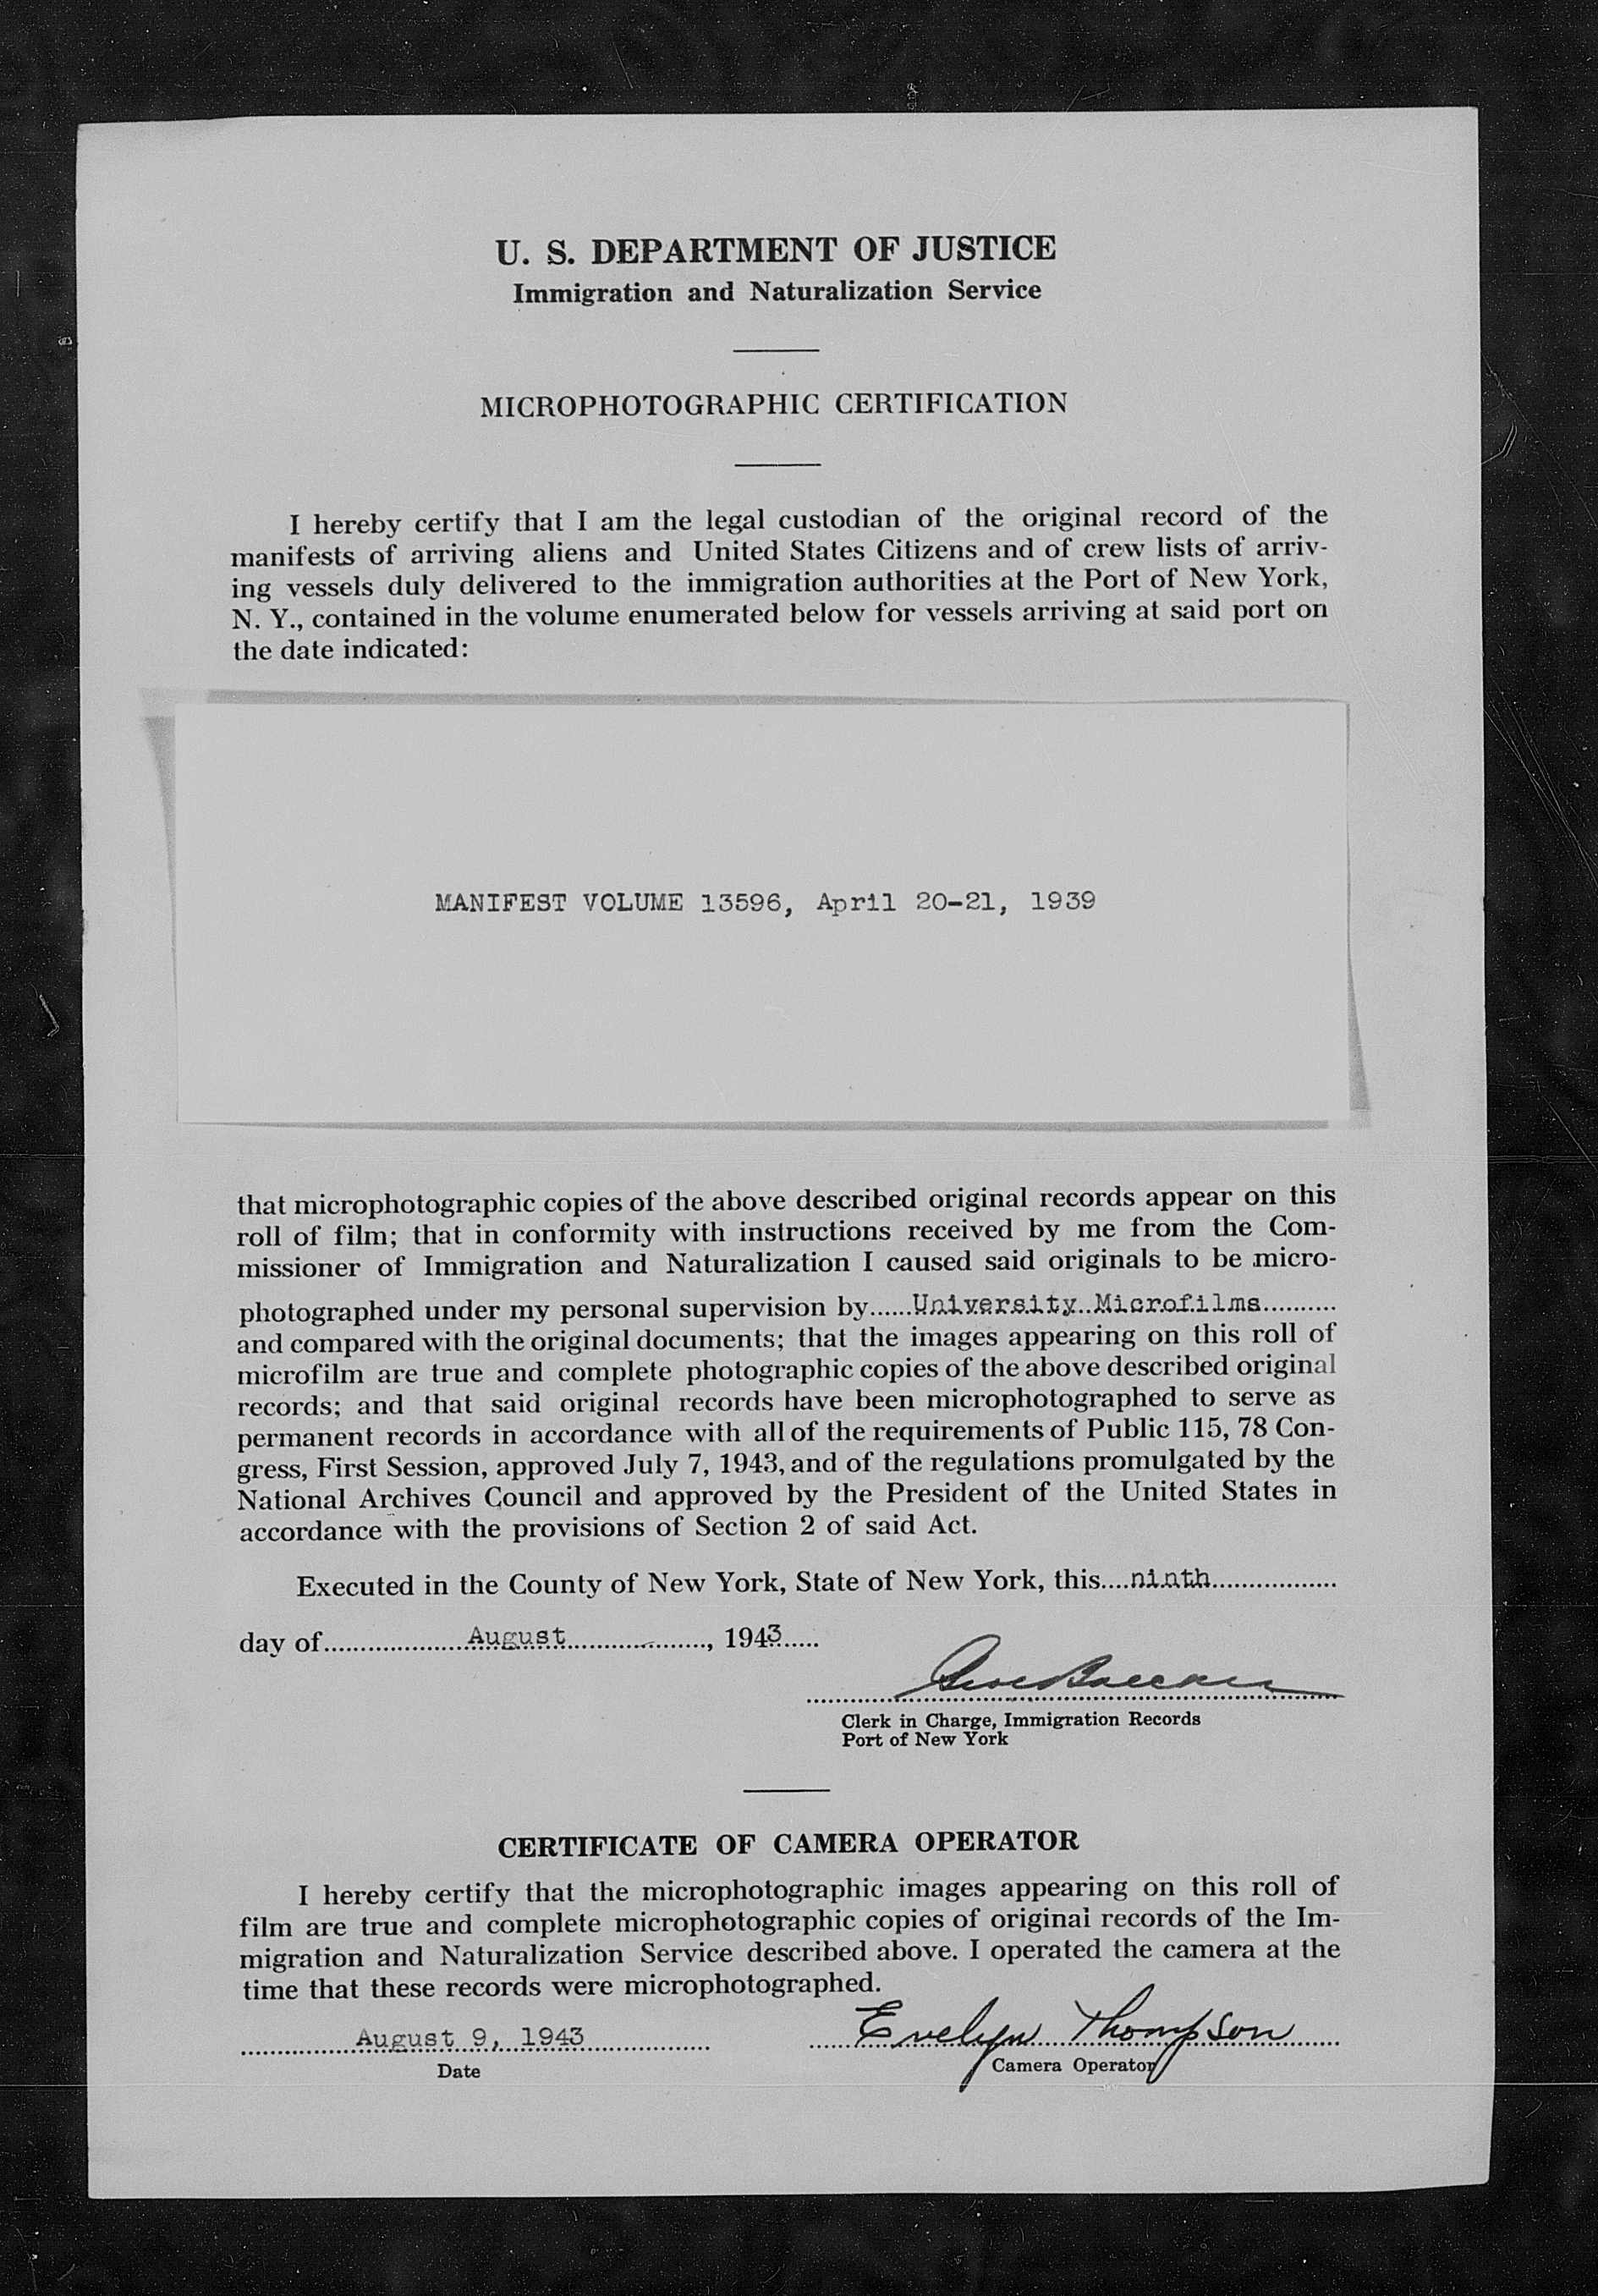 U. S. DEPARTMENT OF JUSTICE
Immigration and Naturalization Service
MICROPHOTOGRAPHIC CERTIFICATION
I hereby certify that I am the legal custodian of the original record of the
manifests of arriving aliens and United States Citizens and of crew lists of arriv-
ing vessels duly delivered to the immigration authorities at the Port of New York,
N. Y., contained in the volume enumerated below for vessels arriving at said port on
the date indicated:
MANIFEST VOLUME 13596, April 20-21, 1939
that microphotographic copies of the above described original records appear on this
roll of film; that in conformity with instructions received by me from the Com-
missioner of Immigration and Naturalization I caused said originals to be micro-
photographed under my personal supervision by......University Microfilms..........
and compared with the original documents; that the images appearing on this roll of
microfilm are true and complete photographic copies of the above described original
records; and that said original records have been microphotographed to serve as
permanent records in accordance with all of the requirements of Public 115, 78 Con-
gress, First Session, approved July 7, 1943, and of the regulations promulgated by the
National Archives Council and approved by the President of the United States in
accordance with the provisions of Section 2 of said Act.
Executed in the County of New York, State of New York, this....ninth..................
day of.....................August....................., 1943......
Clerk in Charge, Immigration Records
Port of New York
CERTIFICATE OF CAMERA OPERATOR
I hereby certify that the microphotographic images appearing on this roll of
film are true and complete microphotographic copies of original records of the Im-
migration and Naturalization Service described above. I operated the camera at the
time that these records were microphotographed.
August 9, 1943 Evelyn Thompson
Date Camera Operator